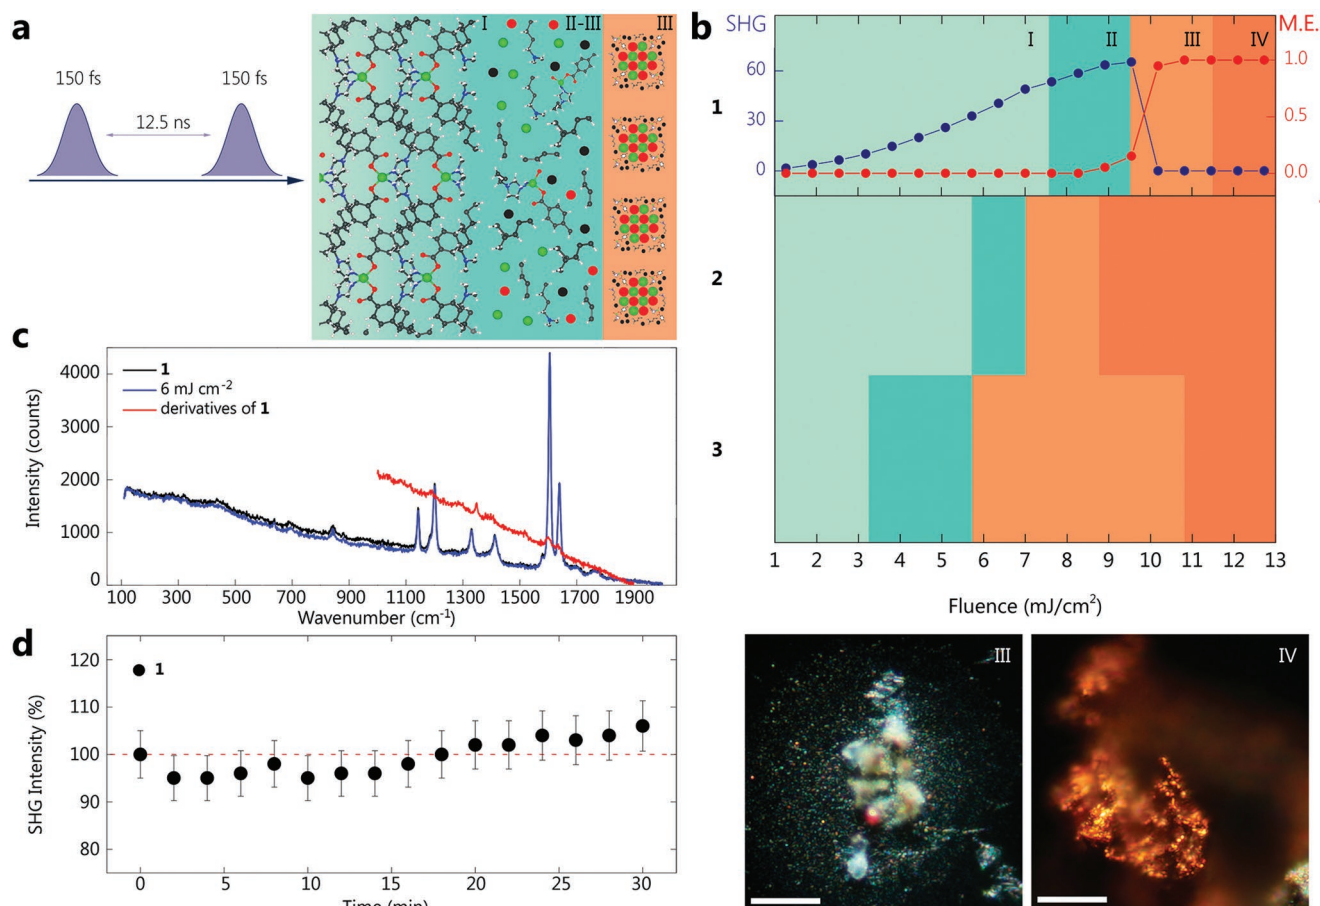 a
150 fs
150 fs
12.5 ns
I
II-III
III
b
SHG
M.E.
I
II
III
IV
60
30
0
1.0
0.5
0.0
1
2
3
1 2 3 4 5 6 7 8 9 10 11 12 13
Fluence (mJ/cm²)
c
1
6 mJ cm⁻²
derivatives of 1
Intensity (counts)
4000
3000
2000
1000
0
100 300 500 700 900 1100 1300 1500 1700 1900
Wavenumber (cm⁻¹)
d
1
SHG Intensity (%)
120
110
100
90
80
0 5 10 15 20 25 30
Time (min)
III
IV